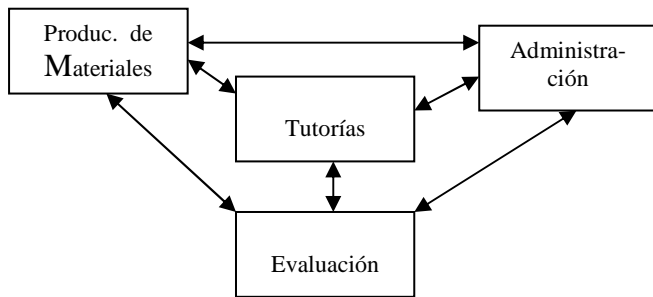 Produc. de
Materiales
Administra-
ción
Tutorías
Evaluación